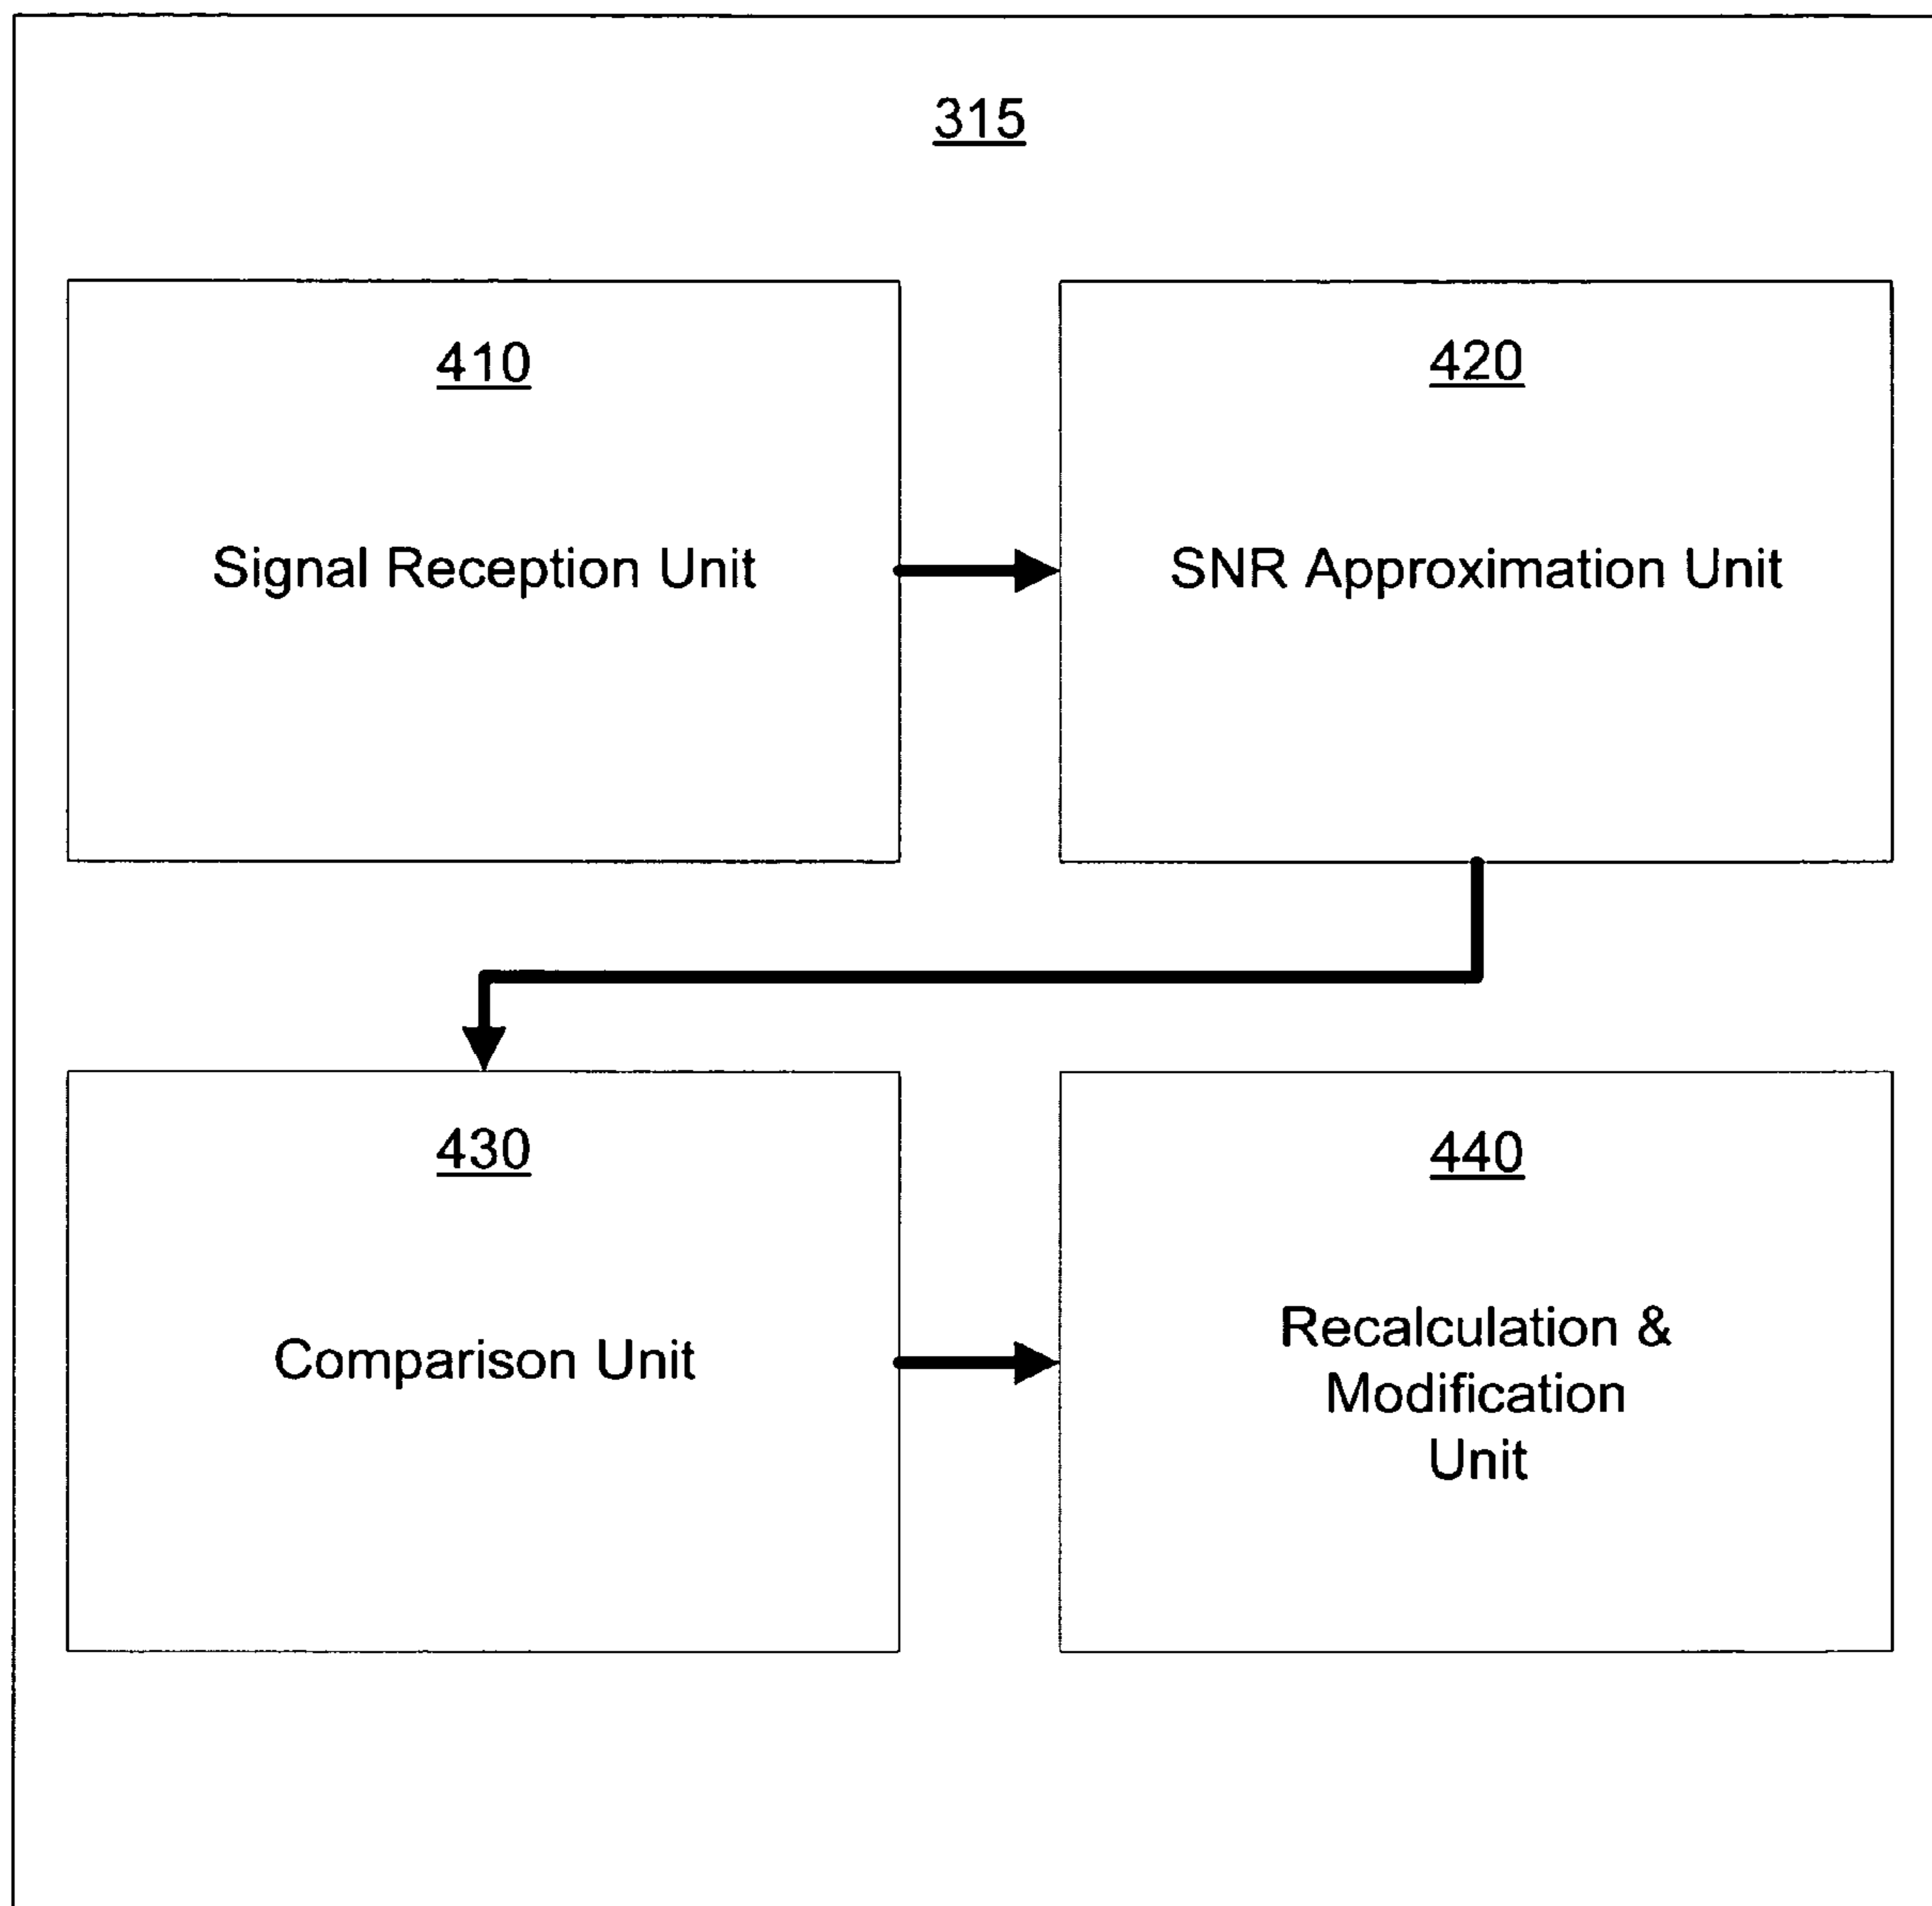 315
410
Signal Reception Unit
420
SNR Approximation Unit
430
Comparison Unit
440
Recalculation &
Modification
Unit